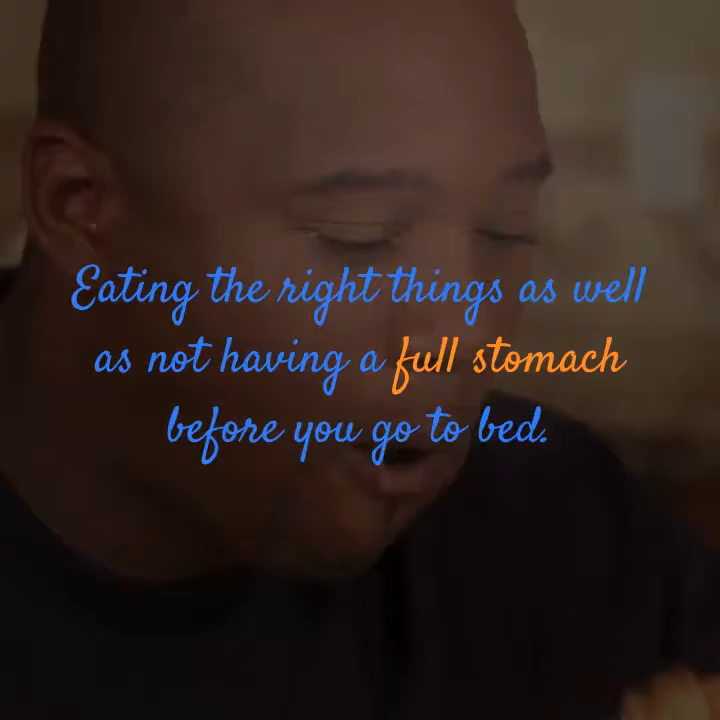 Eating the right things as well
as not having a full stomach
before you go to bed.